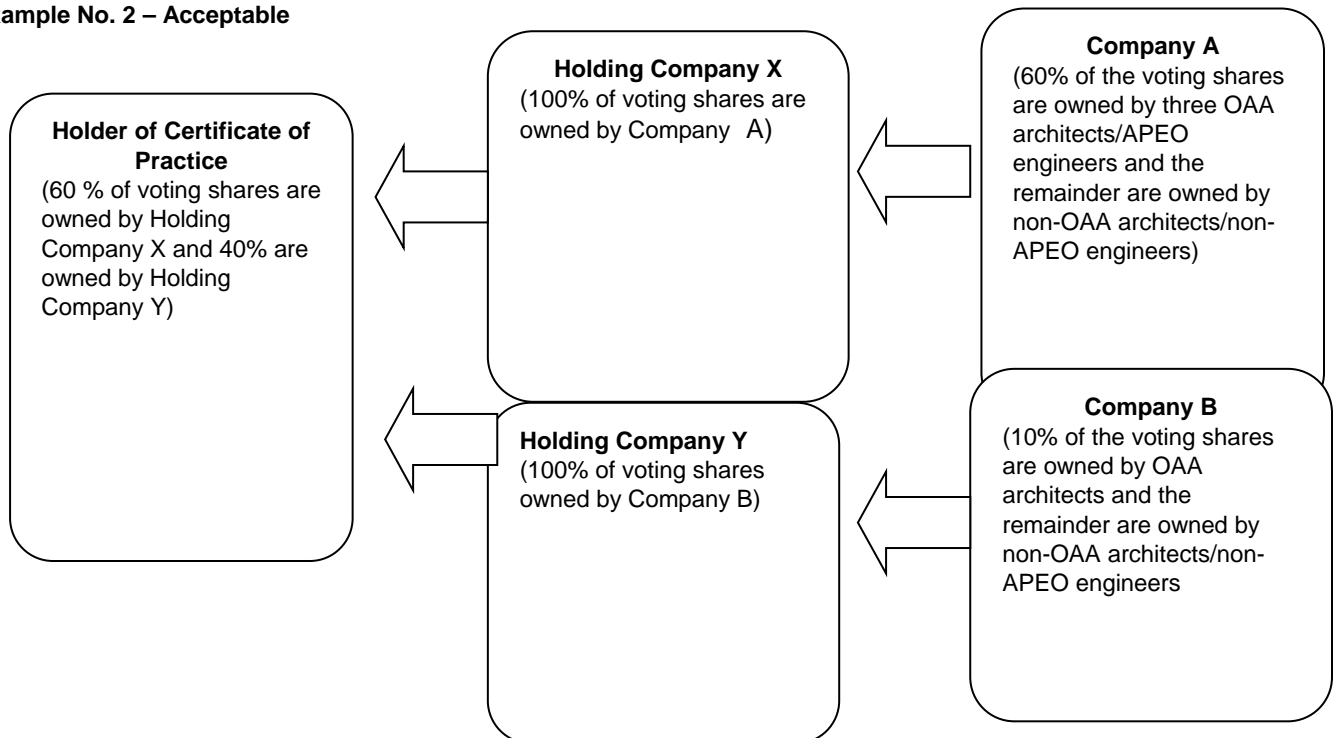 ample No. 2 – Acceptable
Holder of Certificate of
Practice
(60 % of voting shares are
owned by Holding
Company X and 40% are
owned by Holding
Company Y)
Holding Company X
(100% of voting shares are
owned by Company A)
Company A
(60% of the voting shares
are owned by three OAA
architects/APEO
engineers and the
remainder are owned by
non-OAA architects/non-
APEO engineers)
Holding Company Y
(100% of voting shares
owned by Company B)
Company B
(10% of the voting shares
are owned by OAA
architects and the
remainder are owned by
non-OAA architects/non-
APEO engineers